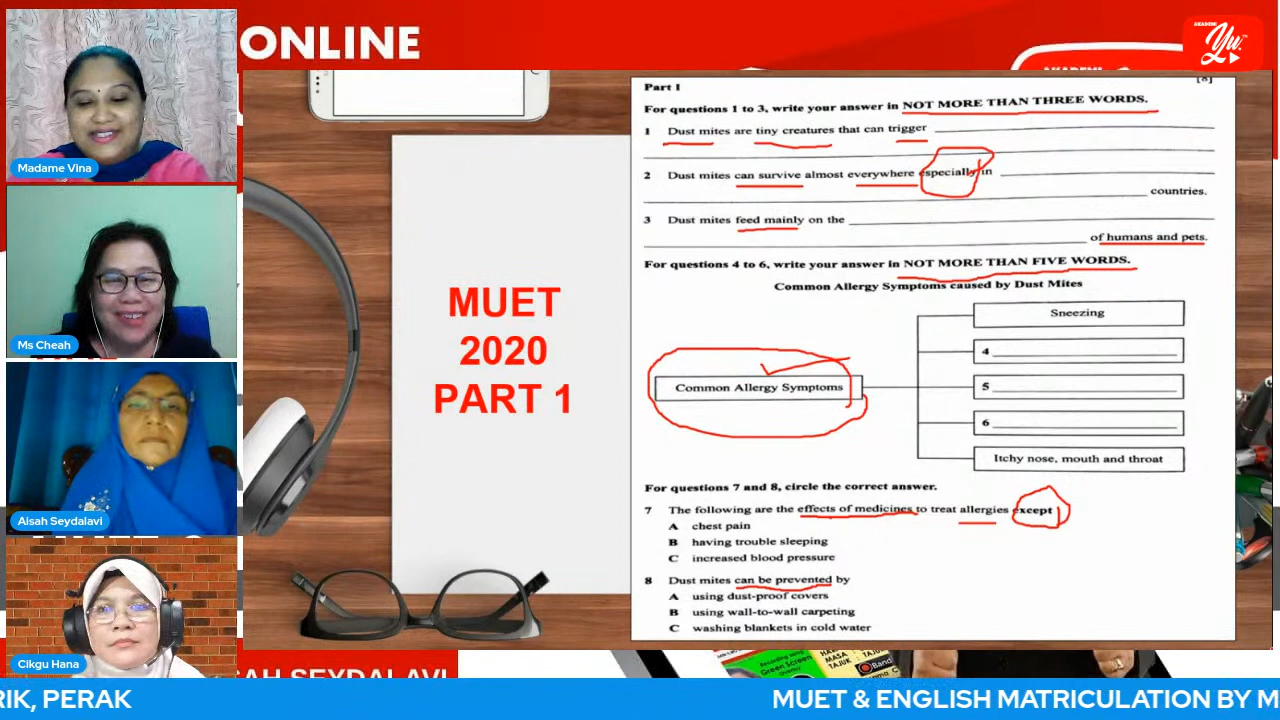 ONLINE
AKADEMI
Yu
Madame Vina
Ms Cheah
Aisah Seydalavi
Cikgu Hana
MUET
2020
PART 1
Part I
[8]
For questions 1 to 3, write your answer in NOT MORE THAN THREE WORDS.
1 Dust mites are tiny creatures that can trigger
2 Dust mites can survive almost everywhere especially in
countries.
3 Dust mites feed mainly on the
of humans and pets.
For questions 4 to 6, write your answer in NOT MORE THAN FIVE WORDS.
Common Allergy Symptoms caused by Dust Mites
Sneezing
4
Common Allergy Symptoms
5
6
Itchy nose, mouth and throat
For questions 7 and 8, circle the correct answer.
7 The following are the effects of medicines to treat allergies except
A chest pain
B having trouble sleeping
C increased blood pressure
8 Dust mites can be prevented by
A using dust-proof covers
B using wall-to-wall carpeting
C washing blankets in cold water
Green Screen
MASA
TAJUK
Band
RIK, PERAK
MUET & ENGLISH MATRICULATION BY M